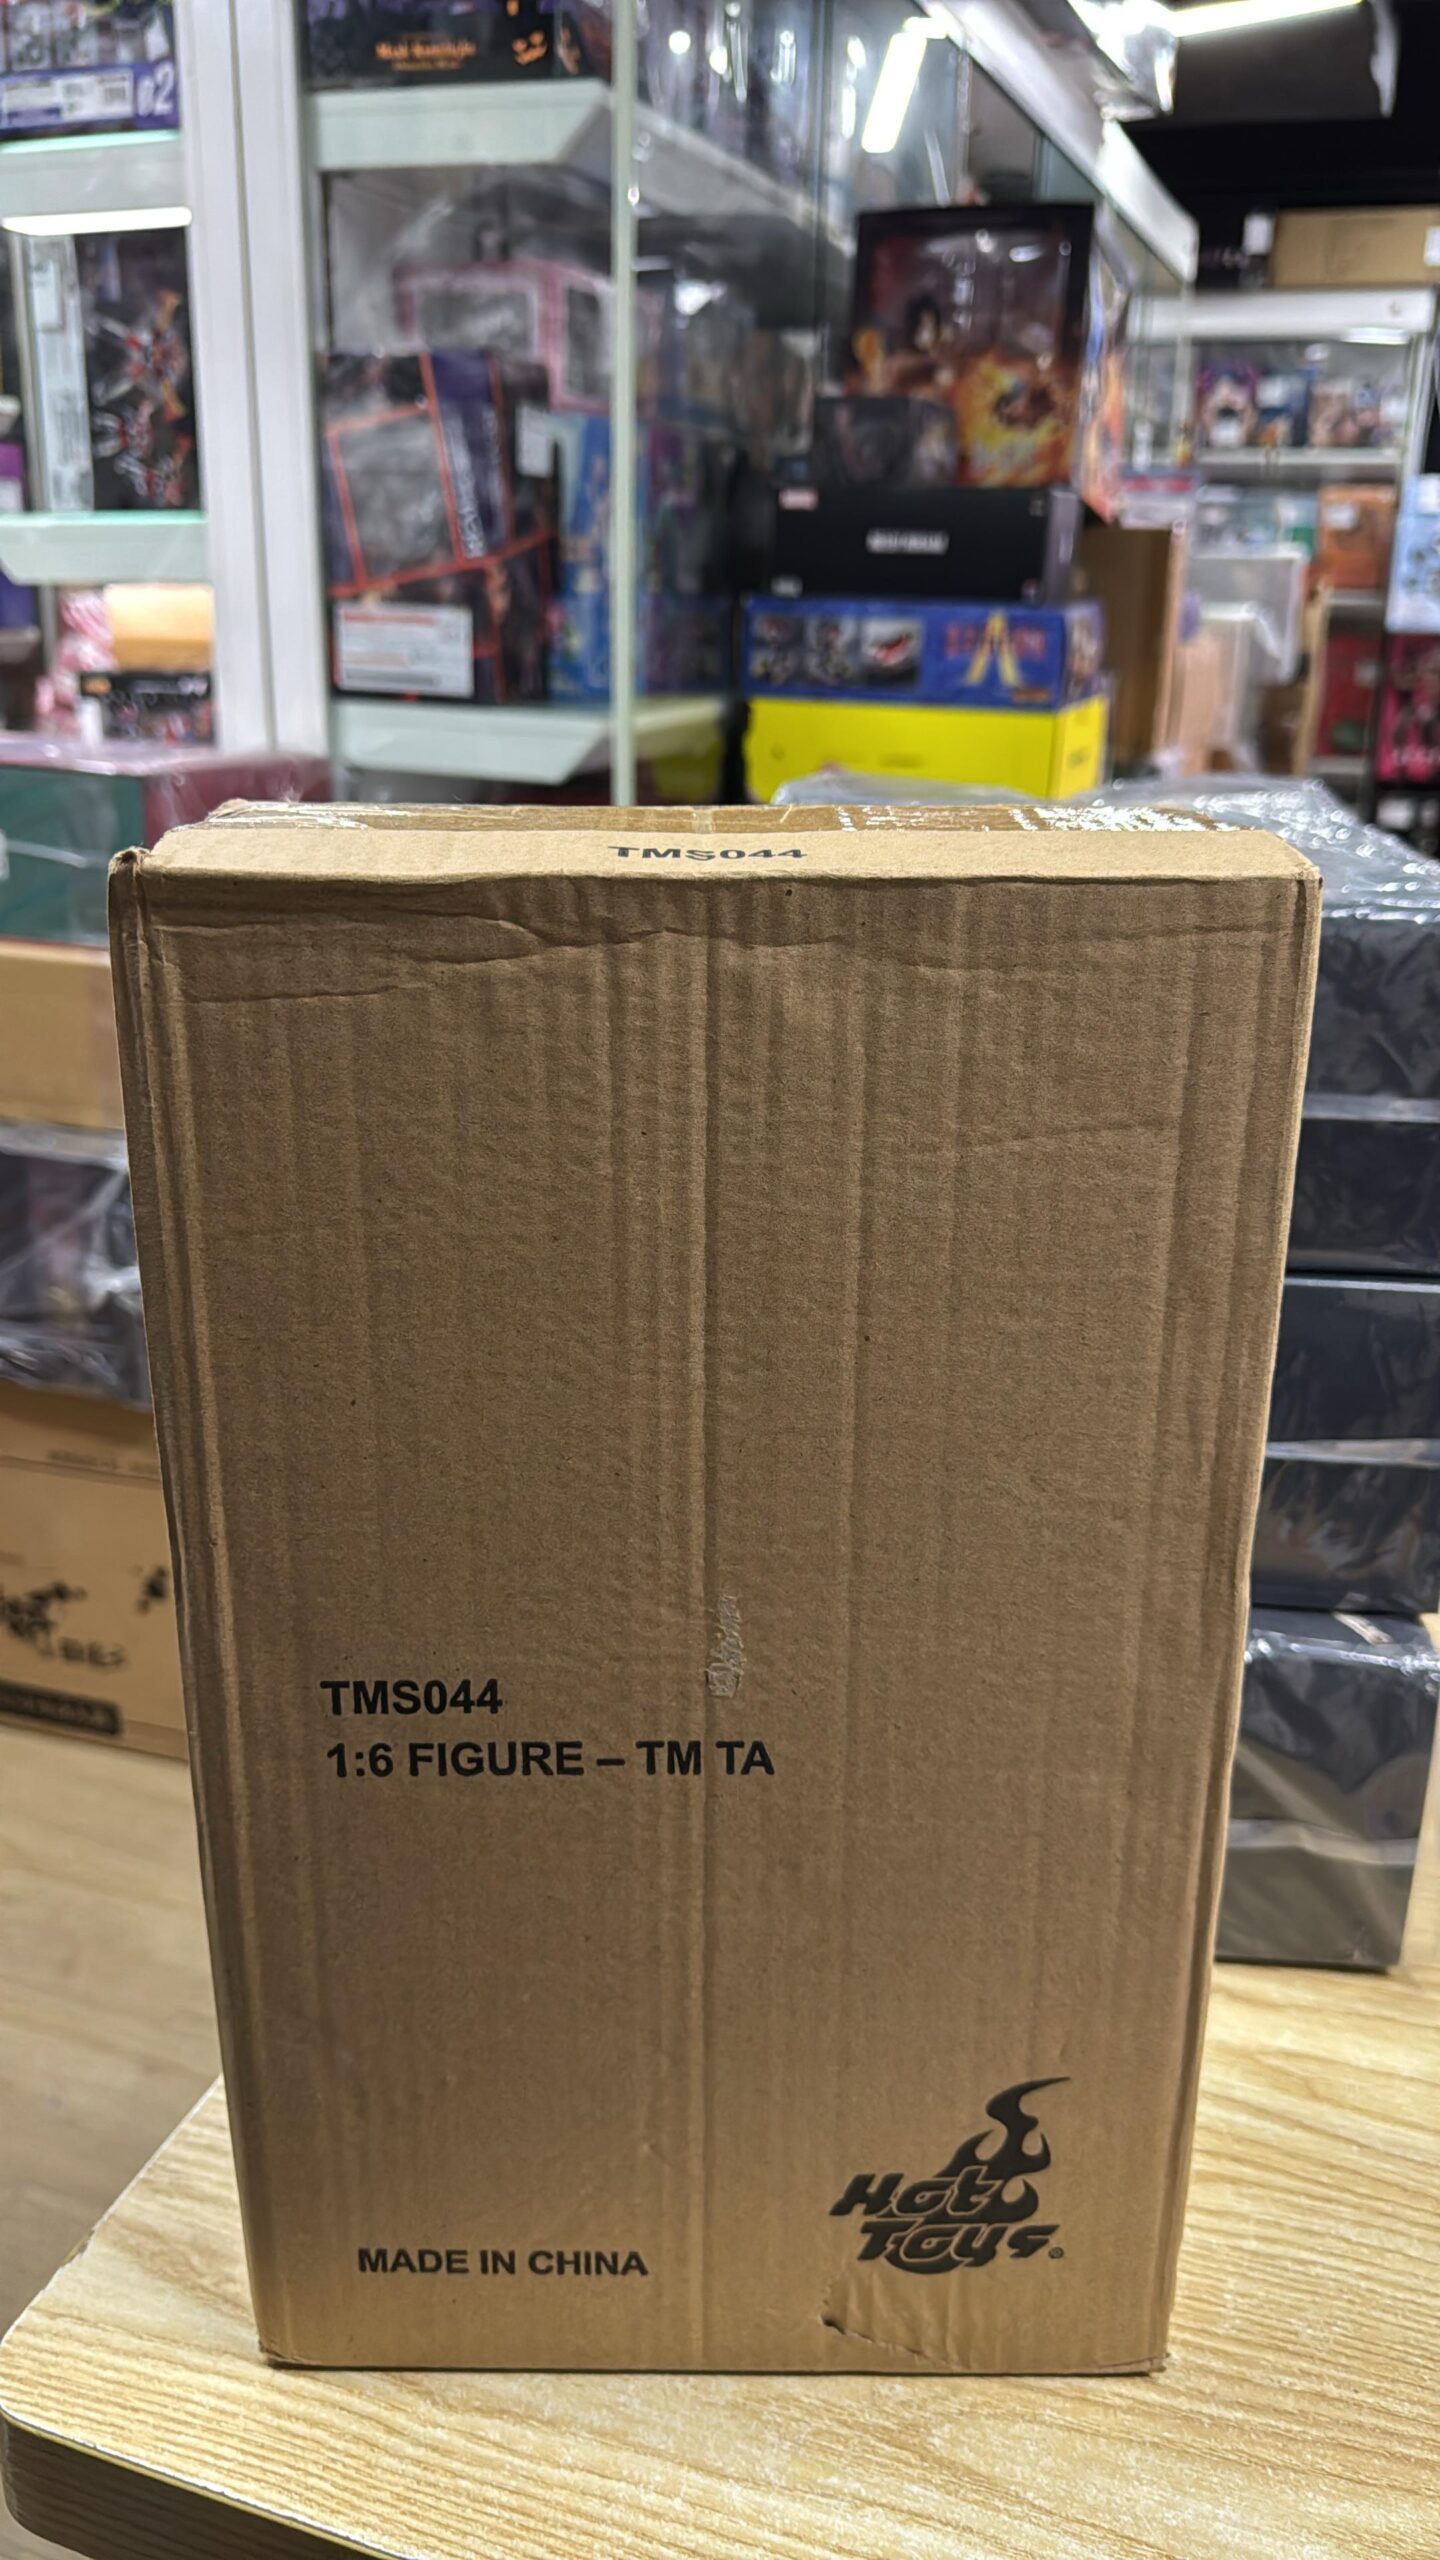 TMS044
TMS044
1:6 FIGURE – TM TA
MADE IN CHINA
Hot
Toys®